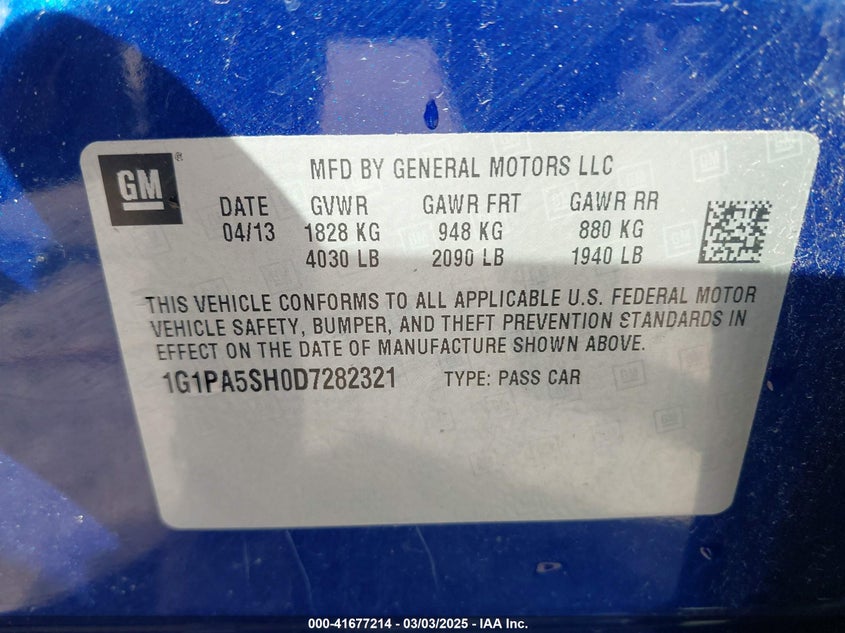 GM
MFD BY GENERAL MOTORS LLC
DATE GVWR GAWR FRT GAWR RR
04/13 1828 KG 948 KG 880 KG
4030 LB 2090 LB 1940 LB
THIS VEHICLE CONFORMS TO ALL APPLICABLE U.S. FEDERAL MOTOR
VEHICLE SAFETY, BUMPER, AND THEFT PREVENTION STANDARDS IN
EFFECT ON THE DATE OF MANUFACTURE SHOWN ABOVE.
1G1PA5SH0D7282321 TYPE: PASS CAR
000-41677214 - 03/03/2025 - IAA Inc.